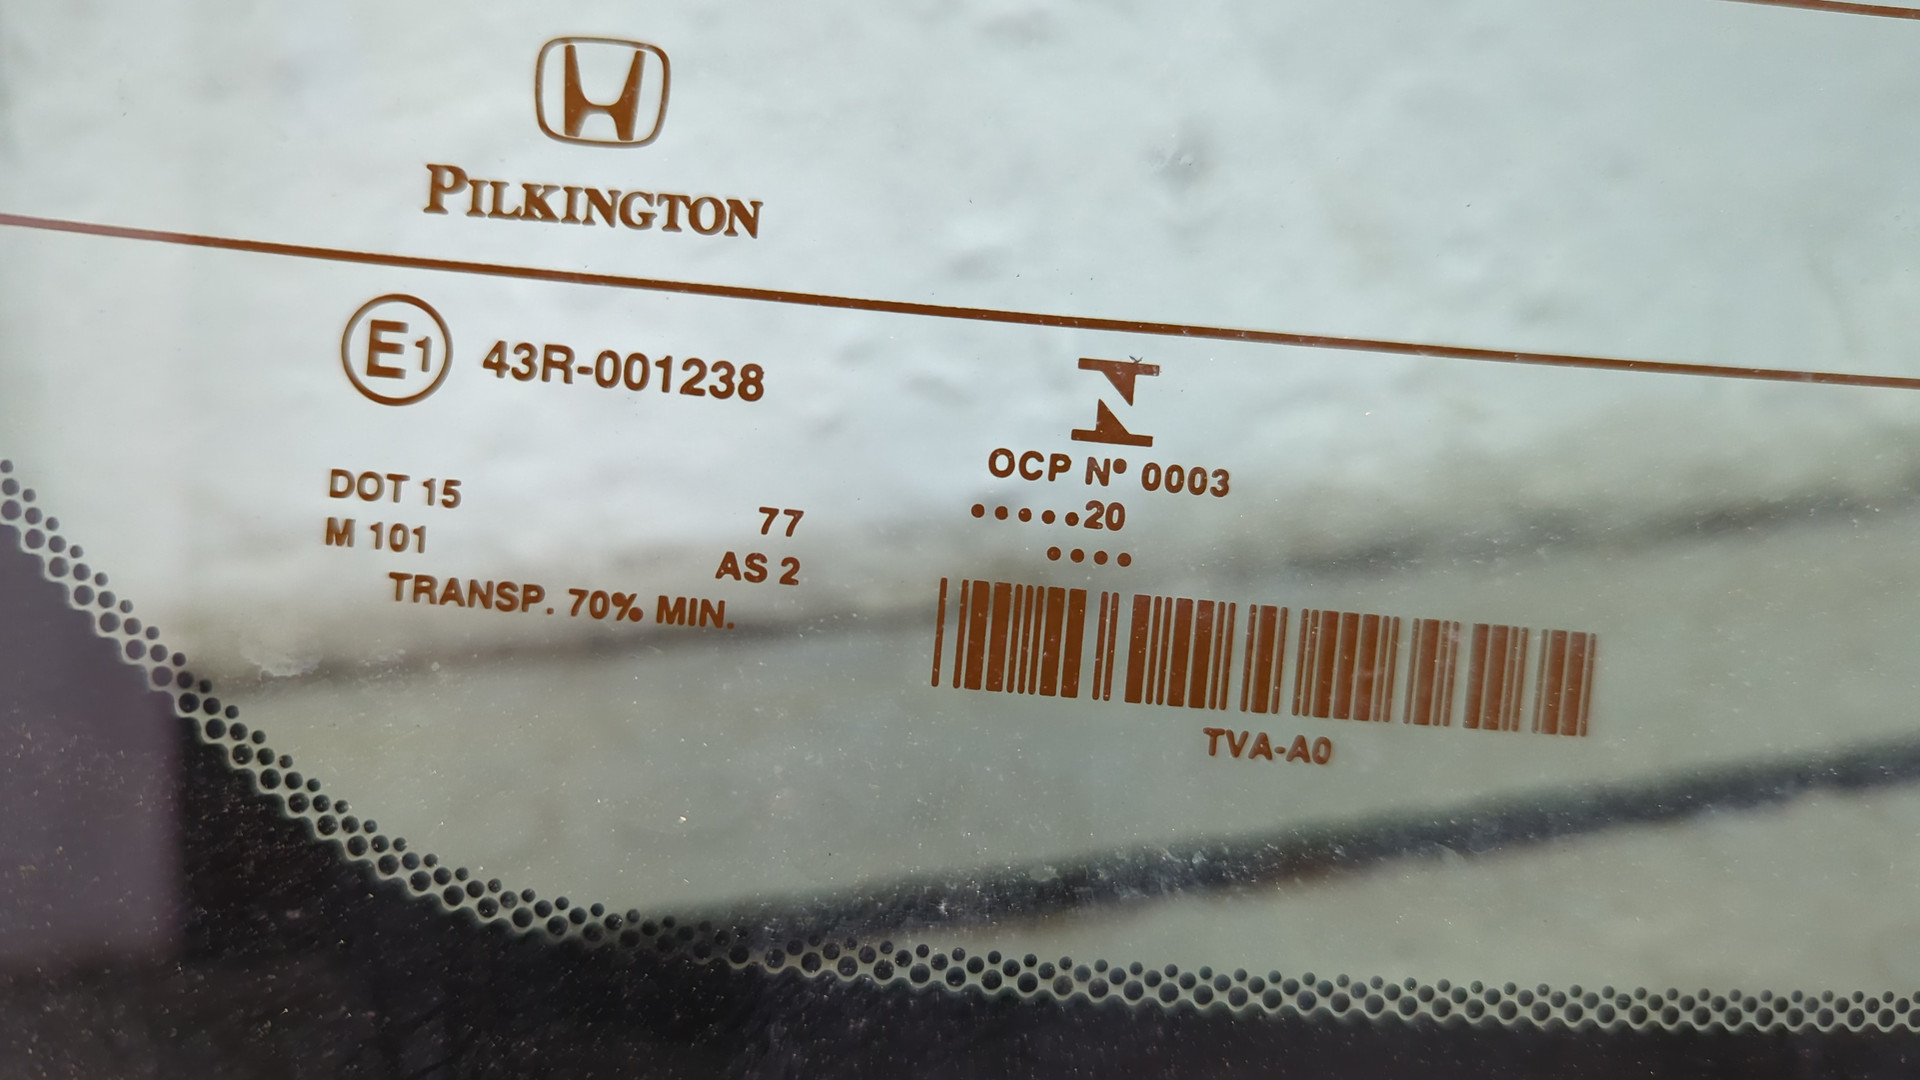 PILKINGTON
E1 43R-001238
DOT 15
M 101
77
AS 2
TRANSP. 70% MIN.
OCP Nº 0003
•••••20
••••
TVA-A0